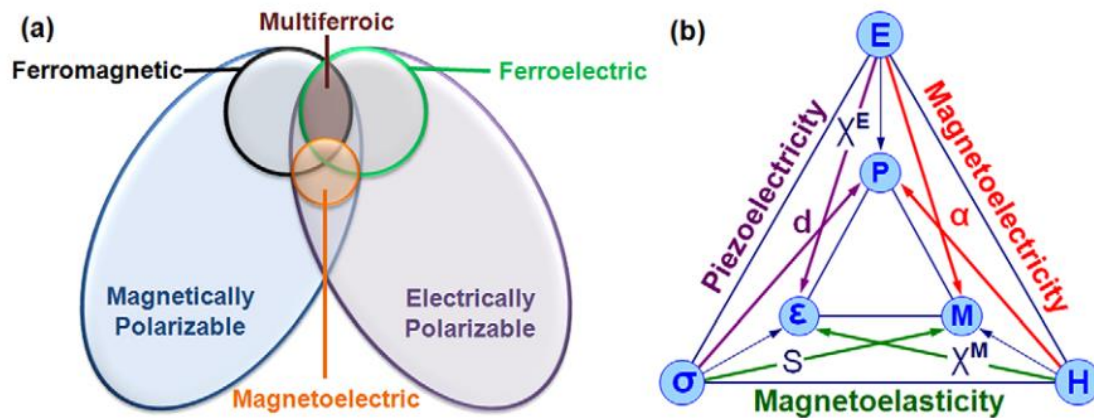 (a)
Multiferroic
Ferromagnetic
Ferroelectric
Magnetically
Polarizable
Electrically
Polarizable
Magnetoelectric
(b)
E
Piezoelectricity
Magnetoelectricity
χᴱ
P
d
α
ε
M
S
χᴹ
σ
H
Magnetoelasticity